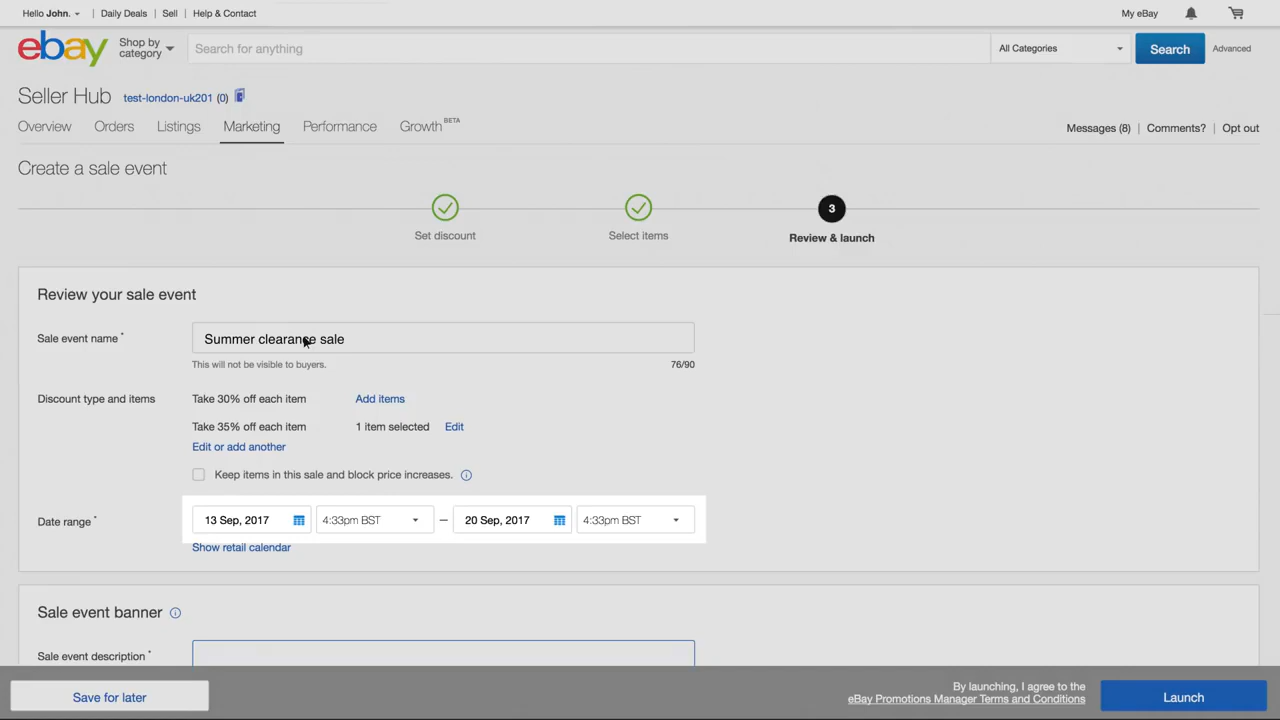 Hello John. Daily Deals | Sell | Help & Contact My eBay
ebay Shop by category Search for anything All Categories Search Advanced
Seller Hub test-london-uk201 (0)
Overview Orders Listings Marketing Performance Growth BETA Messages (8) | Comments? | Opt out
Create a sale event
3
Set discount Select items Review & launch
Review your sale event
Sale event name * Summer clearance sale
This will not be visible to buyers. 76/90
Discount type and items Take 30% off each item Add items
Take 35% off each item 1 item selected Edit
Edit or add another
Keep items in this sale and block price increases.
Date range * 13 Sep, 2017 4:33pm BST – 20 Sep, 2017 4:33pm BST
Show retail calendar
Sale event banner
Sale event description *
Save for later By launching, I agree to the Launch
eBay Promotions Manager Terms and Conditions